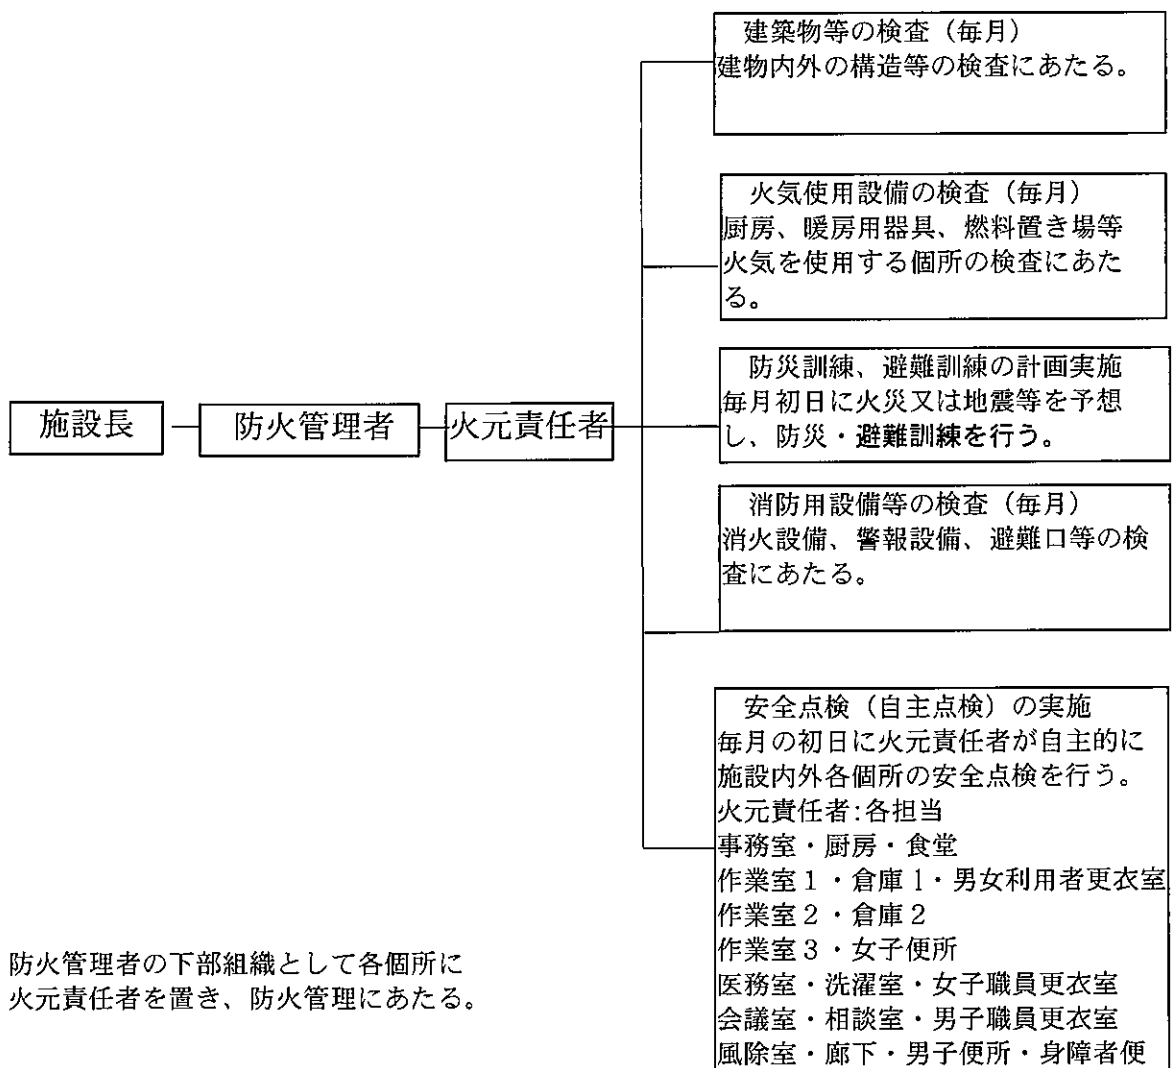 建築物等の検査（毎月）
建物内外の構造等の検査にあたる。
火気使用設備の検査（毎月）
厨房、暖房用器具、燃料置き場等
火気を使用する個所の検査にあた
る。
防災訓練、避難訓練の計画実施
毎月初日に火災又は地震等を予想
し、防災・避難訓練を行う。
施設長
防火管理者
火元責任者
消防用設備等の検査（毎月）
消火設備、警報設備、避難口等の検
査にあたる。
安全点検（自主点検）の実施
毎月の初日に火元責任者が自主的に
施設内外各個所の安全点検を行う。
火元責任者:各担当
事務室・厨房・食堂
作業室１・倉庫１・男女利用者更衣室
作業室２・倉庫２
作業室３・女子便所
医務室・洗濯室・女子職員更衣室
会議室・相談室・男子職員更衣室
風除室・廊下・男子便所・身障者便
防火管理者の下部組織として各個所に
火元責任者を置き、防火管理にあたる。